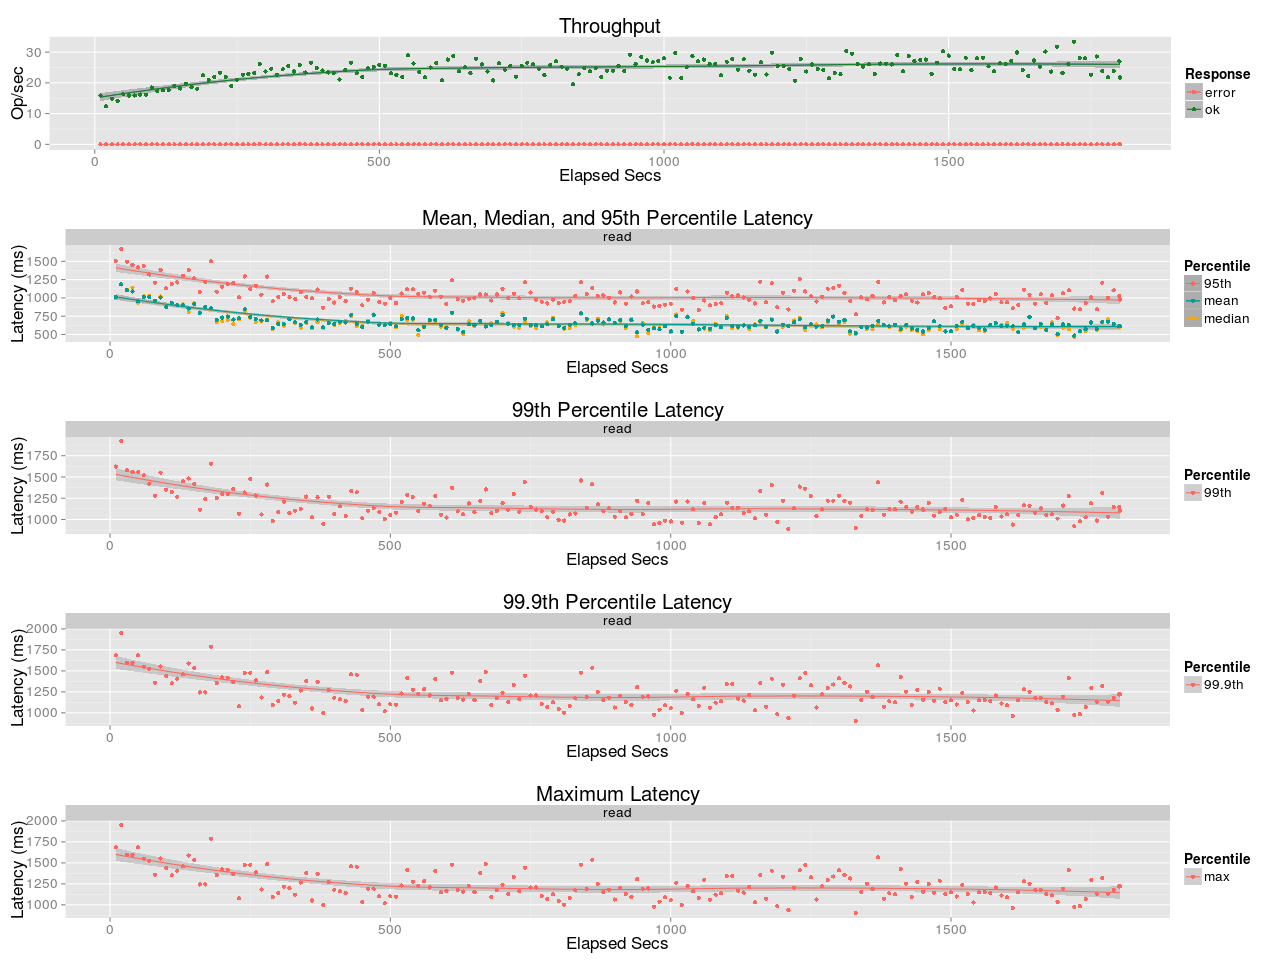 Throughput
Op/sec
30
20
10
0
0 500 1000 1500
Elapsed Secs
Response
error
ok
Mean, Median, and 95th Percentile Latency
read
Latency (ms)
1500
1250
1000
750
500
0 500 1000 1500
Elapsed Secs
Percentile
95th
mean
median
99th Percentile Latency
read
Latency (ms)
1750
1500
1250
1000
0 500 1000 1500
Elapsed Secs
Percentile
99th
99.9th Percentile Latency
read
Latency (ms)
2000
1750
1500
1250
1000
0 500 1000 1500
Elapsed Secs
Percentile
99.9th
Maximum Latency
read
Latency (ms)
2000
1750
1500
1250
1000
0 500 1000 1500
Elapsed Secs
Percentile
max